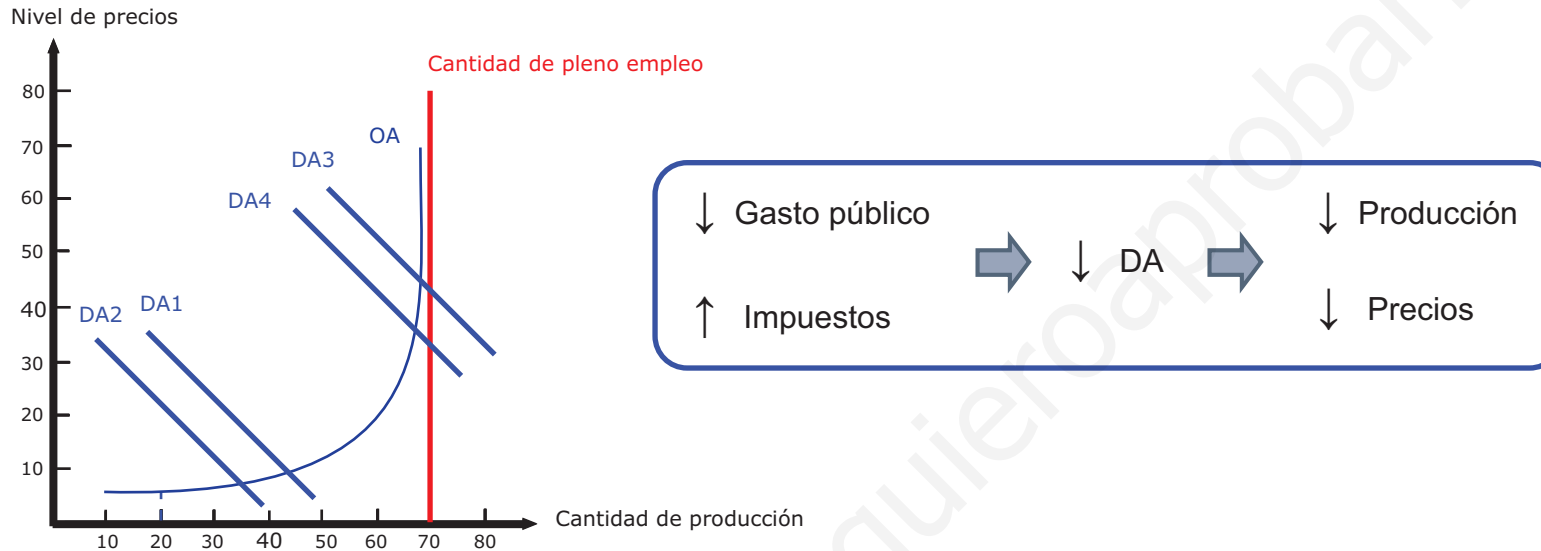 Nivel de precios
Cantidad de pleno empleo
80
70
60
50
40
30
20
10
OA
DA3
DA4
DA2
DA1
10 20 30 40 50 60 70 80
Cantidad de producción
↓ Gasto público
↑ Impuestos
↓ DA
↓ Producción
↓ Precios
quieroaprobar